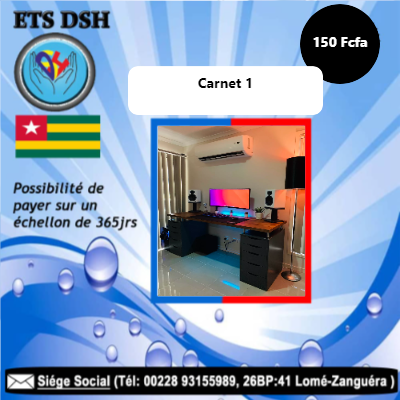 ETS DSH
150 Fcfa
Carnet 1
Possibilité de
payer sur un
échellon de 365jrs
Siége Social (Tél: 00228 93155989, 26BP:41 Lomé-Zanguéra )